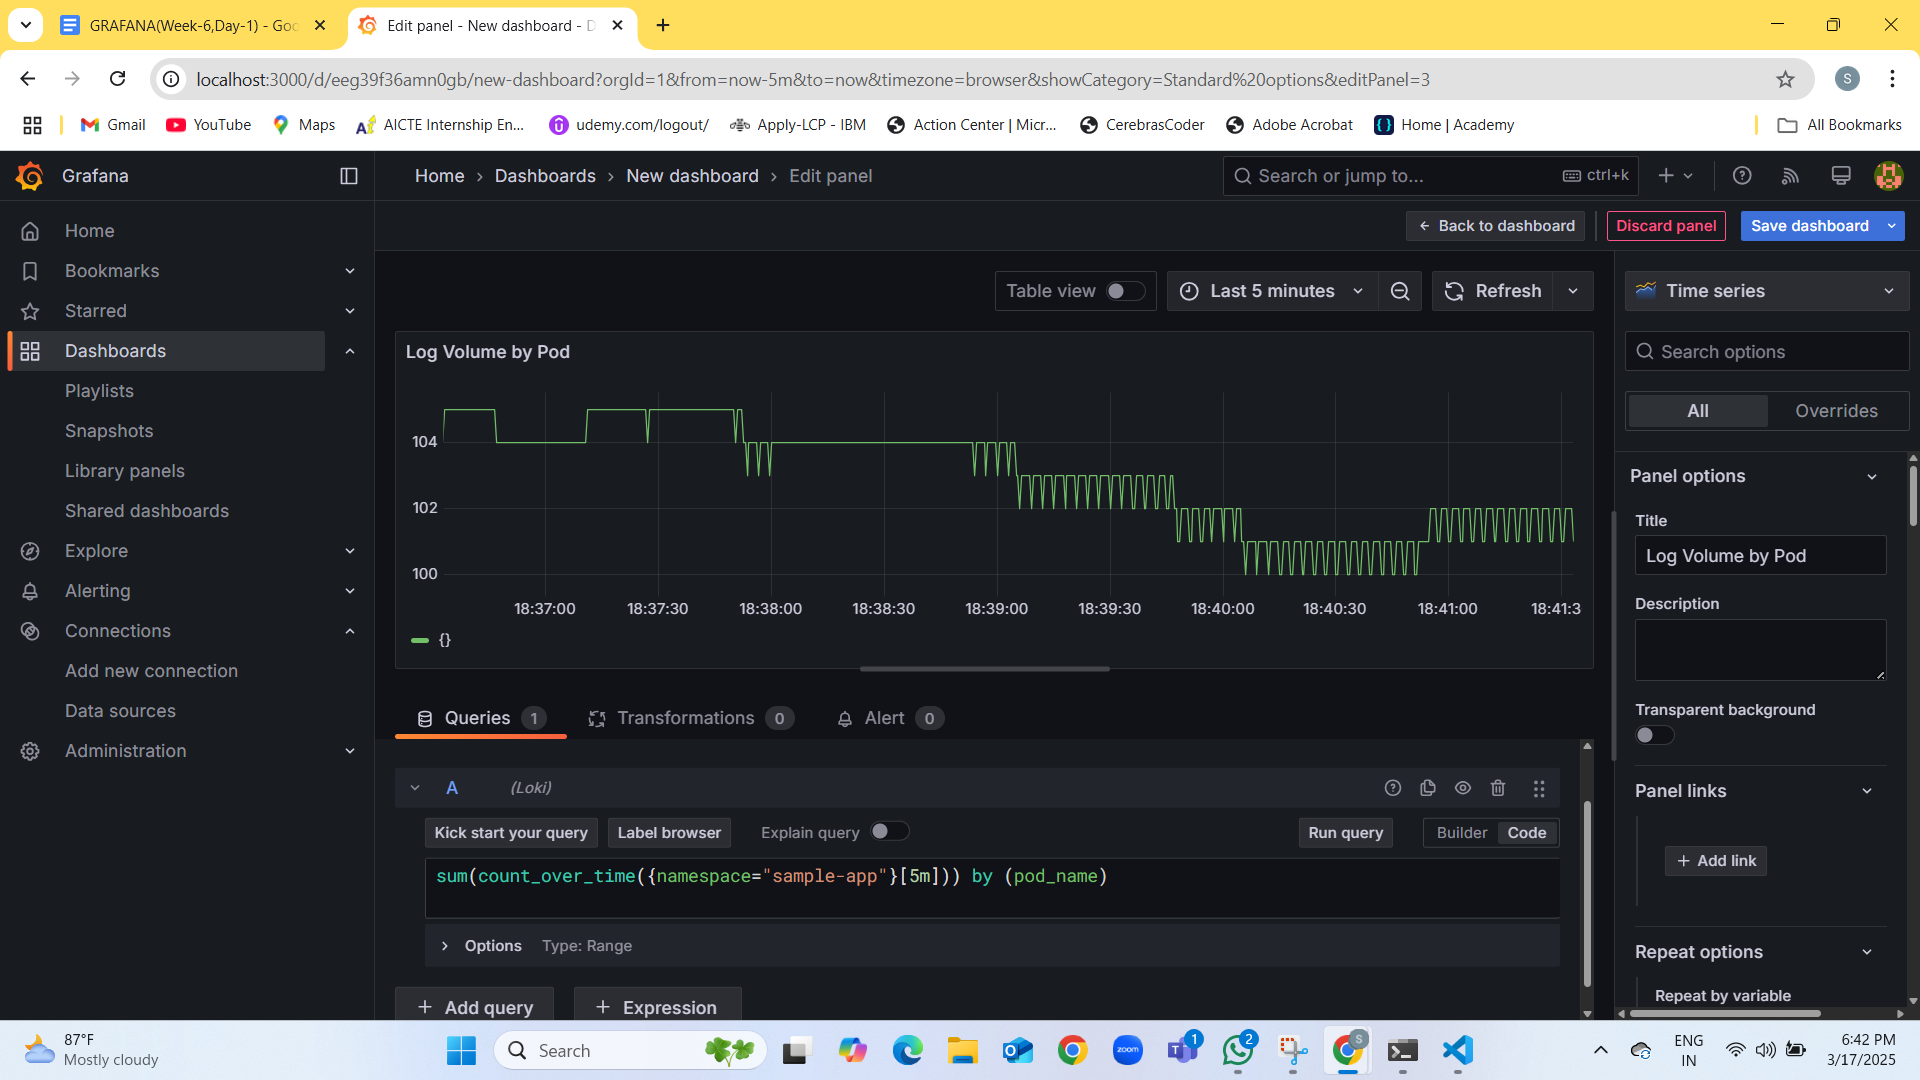 GRAFANA(Week-6,Day-1) - Goo
Edit panel - New dashboard - D
localhost:3000/d/eeg39f36amn0gb/new-dashboard?orgId=1&from=now-5m&to=now&timezone=browser&showCategory=Standard%20options&editPanel=3
S
Gmail
YouTube
Maps
AICTE Internship En...
udemy.com/logout/
Apply-LCP - IBM
Action Center | Micr...
CerebrasCoder
Adobe Acrobat
Home | Academy
All Bookmarks
Grafana
Home › Dashboards › New dashboard › Edit panel
Search or jump to...
ctrl+k
Home
Bookmarks
Starred
Dashboards
Playlists
Snapshots
Library panels
Shared dashboards
Explore
Alerting
Connections
Add new connection
Data sources
Administration
Back to dashboard
Discard panel
Save dashboard
Table view
Last 5 minutes
Refresh
Log Volume by Pod
104
102
100
18:37:00
18:37:30
18:38:00
18:38:30
18:39:00
18:39:30
18:40:00
18:40:30
18:41:00
18:41:3
{}
Queries 1
Transformations 0
Alert 0
A
(Loki)
Kick start your query
Label browser
Explain query
Run query
Builder
Code
sum(count_over_time({namespace="sample-app"}[5m])) by (pod_name)
Options
Type: Range
+ Add query
+ Expression
Time series
Search options
All
Overrides
Panel options
Title
Log Volume by Pod
Description
Transparent background
Panel links
+ Add link
Repeat options
Repeat by variable
87°F
Mostly cloudy
Search
zoom
1
2
S
ENG
IN
6:42 PM
3/17/2025